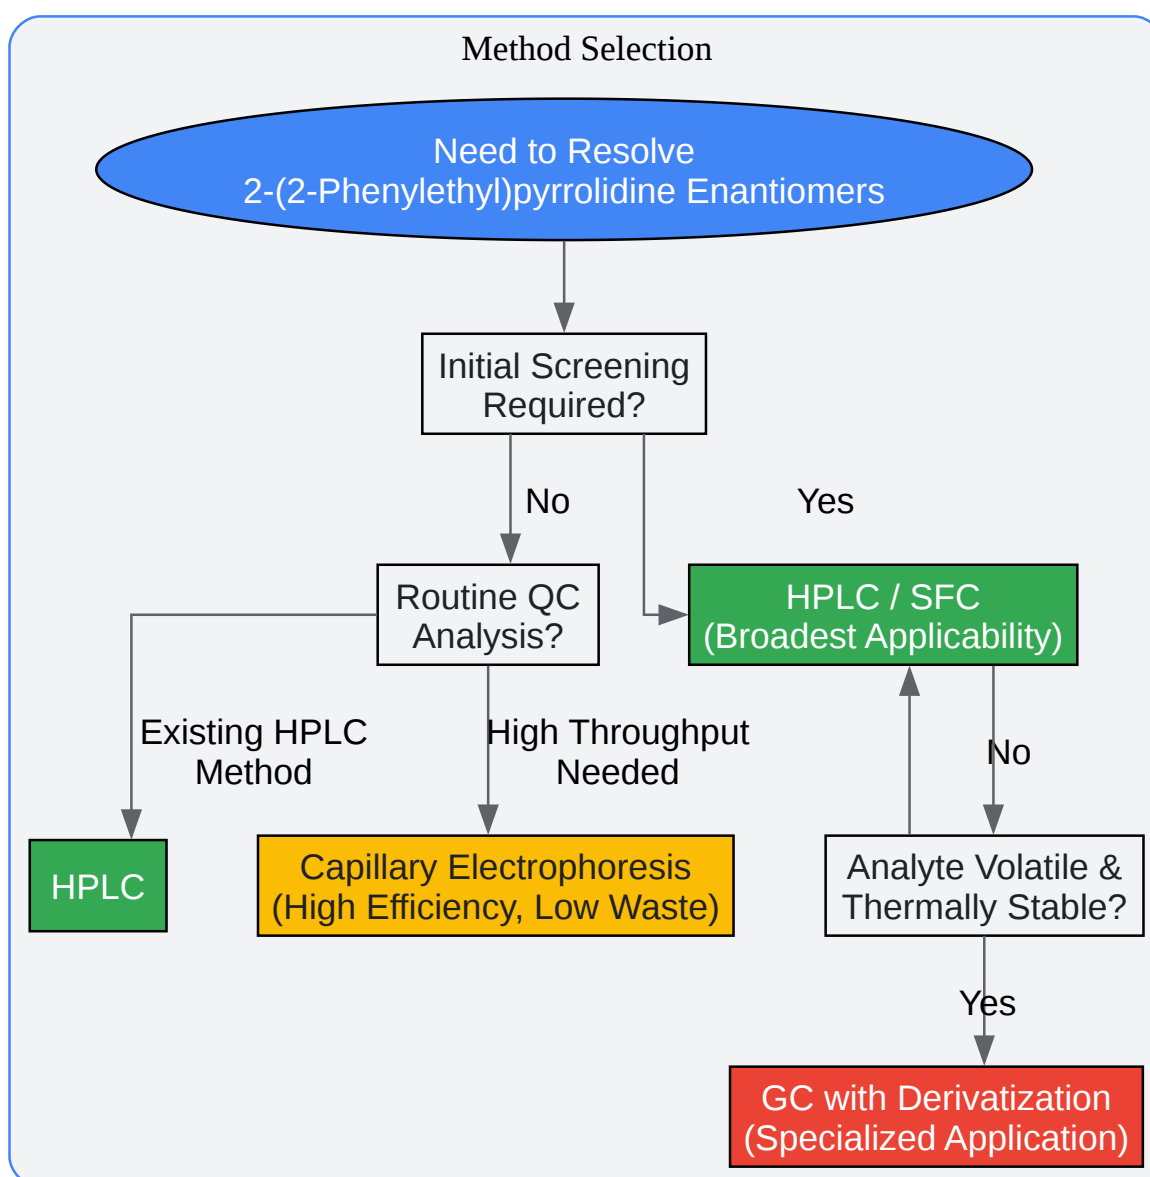 Method Selection
Need to Resolve
2-(2-Phenylethyl)pyrrolidine Enantiomers
Initial Screening
Required?
No
Yes
Routine QC
Analysis?
HPLC / SFC
(Broadest Applicability)
Existing HPLC
Method
High Throughput
Needed
No
HPLC
Capillary Electrophoresis
(High Efficiency, Low Waste)
Analyte Volatile &
Thermally Stable?
Yes
GC with Derivatization
(Specialized Application)